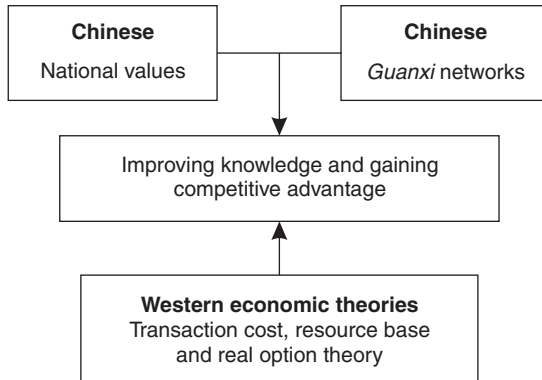 Chinese
National values
Chinese
Guanxi networks
Improving knowledge and gaining
competitive advantage
Western economic theories
Transaction cost, resource base
and real option theory